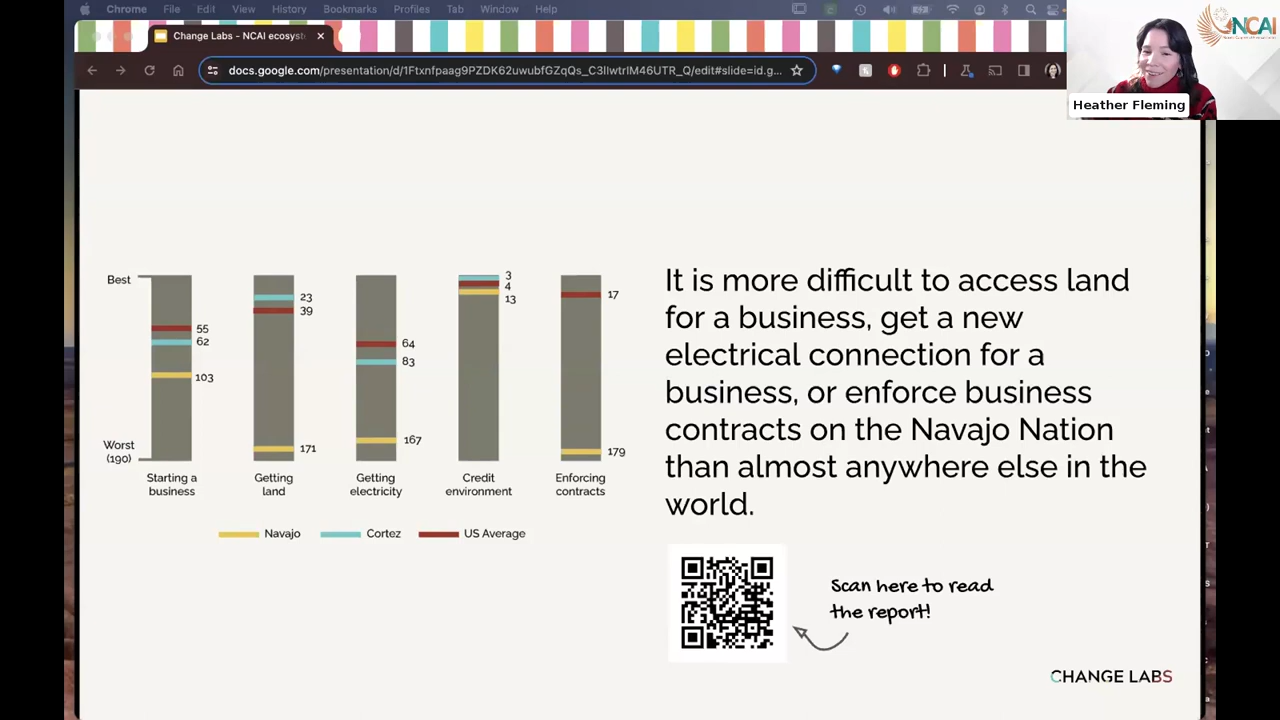 Chrome File Edit View History Bookmarks Profiles Tab Window Help
Change Labs - NCAI ecosyst
docs.google.com/presentation/d/1Ftxnfpaag9PZDK62uwubfGZqQs_C3IlwtrIM46UTR_Q/edit#slide=id.g...
NCAI
Heather Fleming
Best
Worst
(190)
55
62
103
23
39
171
64
83
167
3
4
13
17
179
Starting a
business
Getting
land
Getting
electricity
Credit
environment
Enforcing
contracts
Navajo Cortez US Average
It is more difficult to access land
for a business, get a new
electrical connection for a
business, or enforce business
contracts on the Navajo Nation
than almost anywhere else in the
world.
Scan here to read
the report!
CHANGE LABS